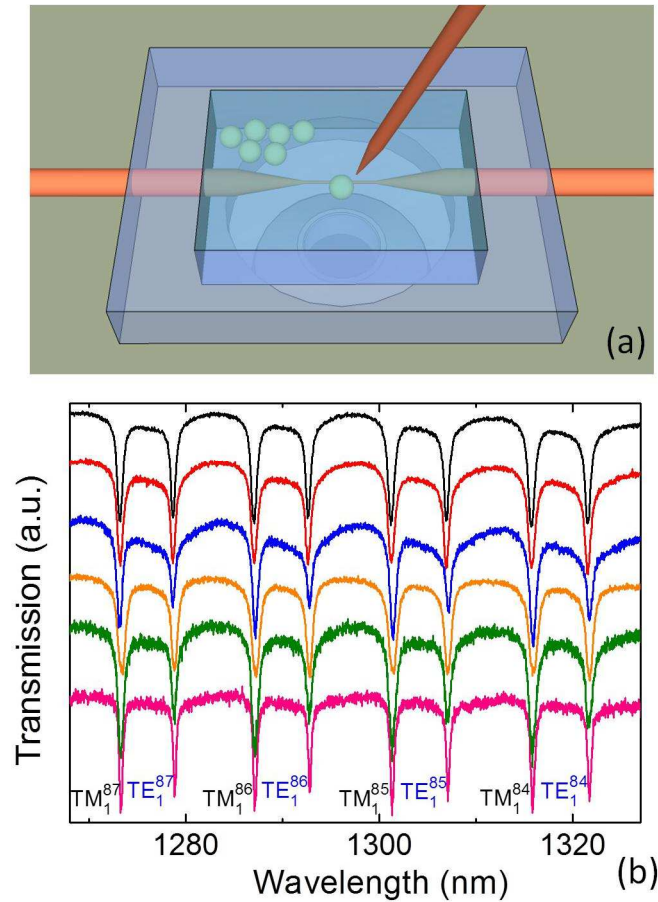 (a)
Transmission (a.u.)
TM₁⁸⁷ TE₁⁸⁷ TM₁⁸⁶ TE₁⁸⁶ TM₁⁸⁵ TE₁⁸⁵ TM₁⁸⁴ TE₁⁸⁴
1280 1300 1320
Wavelength (nm) (b)